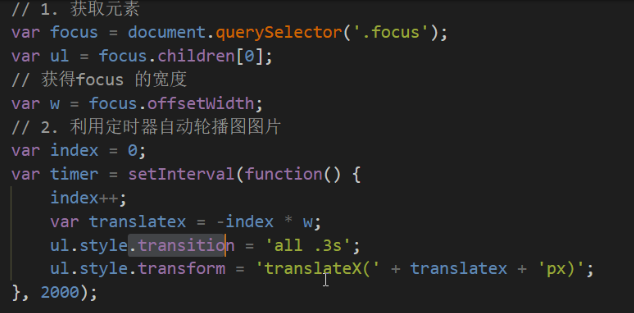 // 1. 获取元素
var focus = document.querySelector('.focus');
var ul = focus.children[0];
// 获得focus 的宽度
var w = focus.offsetWidth;
// 2. 利用定时器自动轮播图图片
var index = 0;
var timer = setInterval(function() {
    index++;
    var translatex = -index * w;
    ul.style.transition = 'all .3s';
    ul.style.transform = 'translateX(' + translatex + 'px)';
}, 2000);